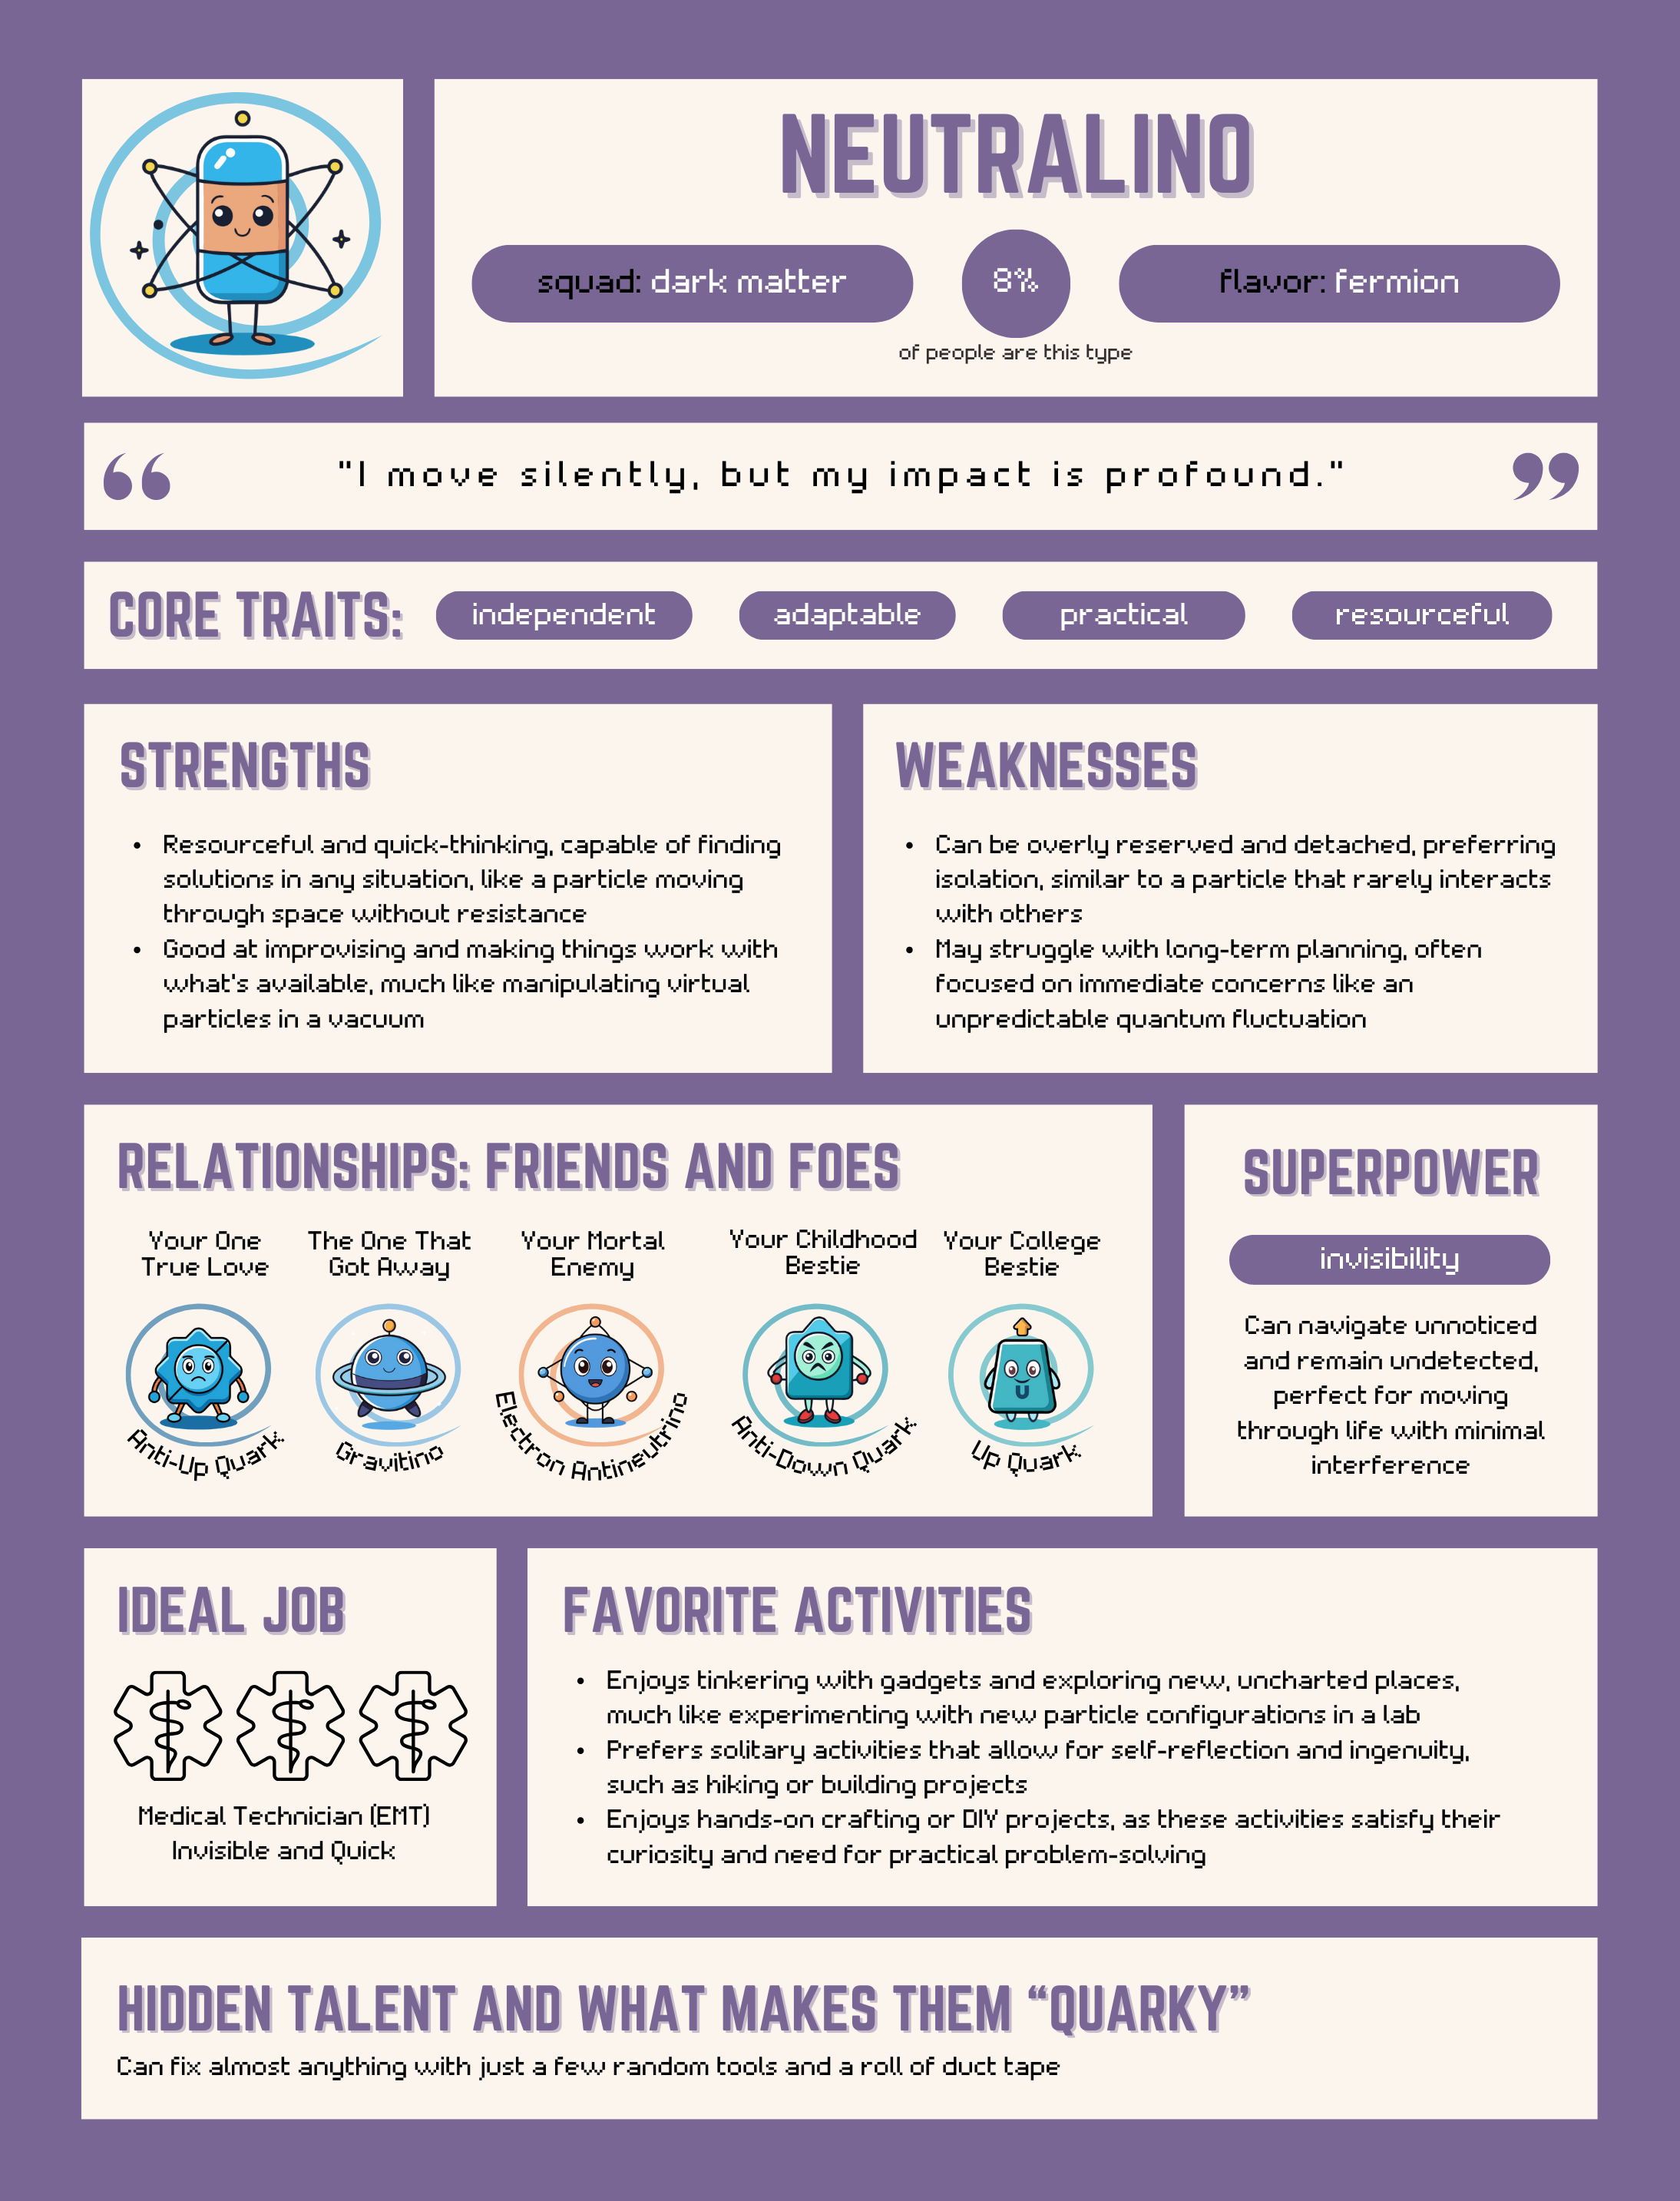 NEUTRALINO
squad: dark matter
8%
flavor: fermion
of people are this type
"I move silently, but my impact is profound."
CORE TRAITS:
independent
adaptable
practical
resourceful
STRENGTHS
• Resourceful and quick-thinking, capable of finding
solutions in any situation, like a particle moving
through space without resistance
• Good at improvising and making things work with
what's available, much like manipulating virtual
particles in a vacuum
WEAKNESSES
• Can be overly reserved and detached, preferring
isolation, similar to a particle that rarely interacts
with others
• May struggle with long-term planning, often
focused on immediate concerns like an
unpredictable quantum fluctuation
RELATIONSHIPS: FRIENDS AND FOES
Your One
True Love
Anti-Up Quark
The One That
Got Away
Gravitino
Your Mortal
Enemy
Electron Antineutrino
Your Childhood
Bestie
Anti-Down Quark
Your College
Bestie
U
Up Quark
SUPERPOWER
invisibility
Can navigate unnoticed
and remain undetected,
perfect for moving
through life with minimal
interference
IDEAL JOB
Medical Technician (EMT)
Invisible and Quick
FAVORITE ACTIVITIES
• Enjoys tinkering with gadgets and exploring new, uncharted places,
much like experimenting with new particle configurations in a lab
• Prefers solitary activities that allow for self-reflection and ingenuity,
such as hiking or building projects
• Enjoys hands-on crafting or DIY projects, as these activities satisfy their
curiosity and need for practical problem-solving
HIDDEN TALENT AND WHAT MAKES THEM “QUARKY”
Can fix almost anything with just a few random tools and a roll of duct tape